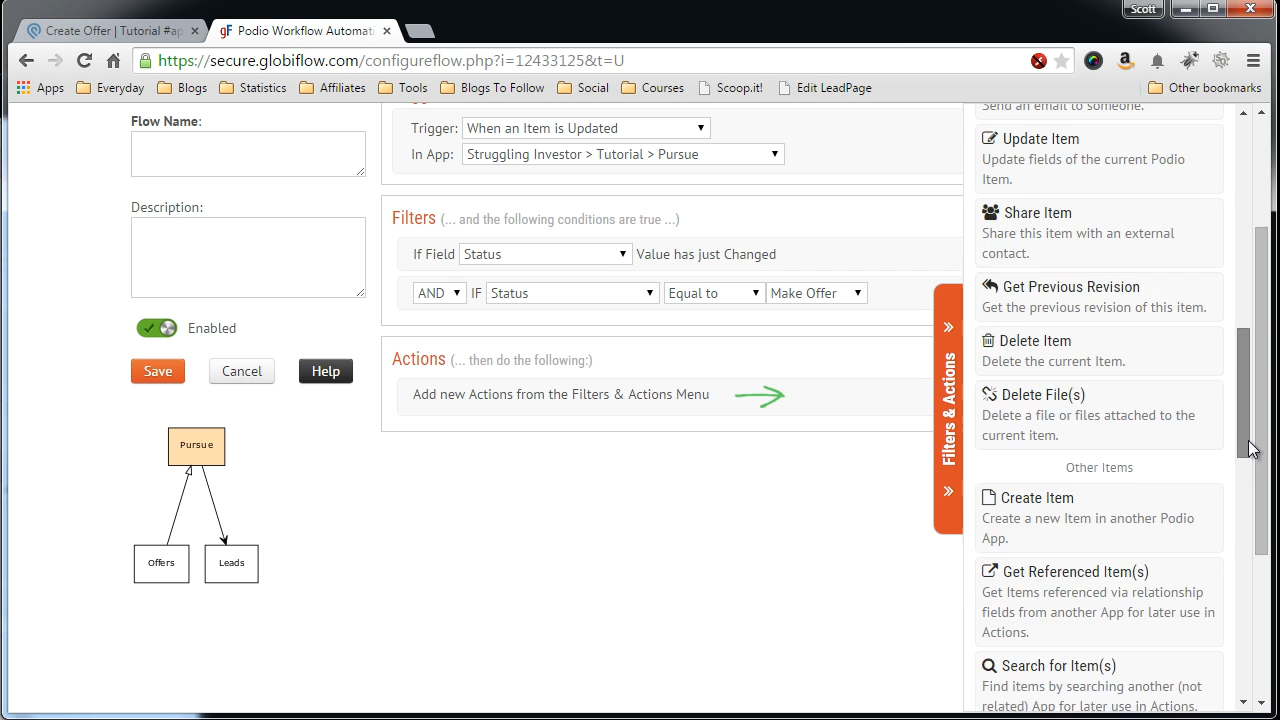 Scott
Create Offer | Tutorial #ap
Podio Workflow Automati
https://secure.globiflow.com/configureflow.php?i=12433125&t=U
Apps
Everyday
Blogs
Statistics
Affiliates
Tools
Blogs To Follow
Social
Courses
Scoop.it!
Edit LeadPage
Other bookmarks
Flow Name:
Description:
Enabled
Save
Cancel
Help
Pursue
Offers
Leads
Trigger: When an Item is Updated
In App: Struggling Investor > Tutorial > Pursue
Filters (... and the following conditions are true ...)
If Field Status Value has just Changed
AND IF Status Equal to Make Offer
Actions (... then do the following:)
Add new Actions from the Filters & Actions Menu
Filters & Actions
Send an email to someone.
Update Item
Update fields of the current Podio
Item.
Share Item
Share this item with an external
contact.
Get Previous Revision
Get the previous revision of this item.
Delete Item
Delete the current Item.
Delete File(s)
Delete a file or files attached to the
current item.
Other Items
Create Item
Create a new Item in another Podio
App.
Get Referenced Item(s)
Get Items referenced via relationship
fields from another App for later use in
Actions.
Search for Item(s)
Find items by searching another (not
related) App for later use in Actions.